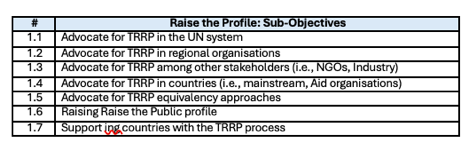 # Raise the Profile: Sub-Objectives
1.1 Advocate for TRRP in the UN system
1.2 Advocate for TRRP in regional organisations
1.3 Advocate for TRRP among other stakeholders (i.e., NGOs, Industry)
1.4 Advocate for TRRP in countries (i.e., mainstream, Aid organisations)
1.5 Advocate for TRRP equivalency approaches
1.6 Raising Raise the Public profile
1.7 Support ing countries with the TRRP process